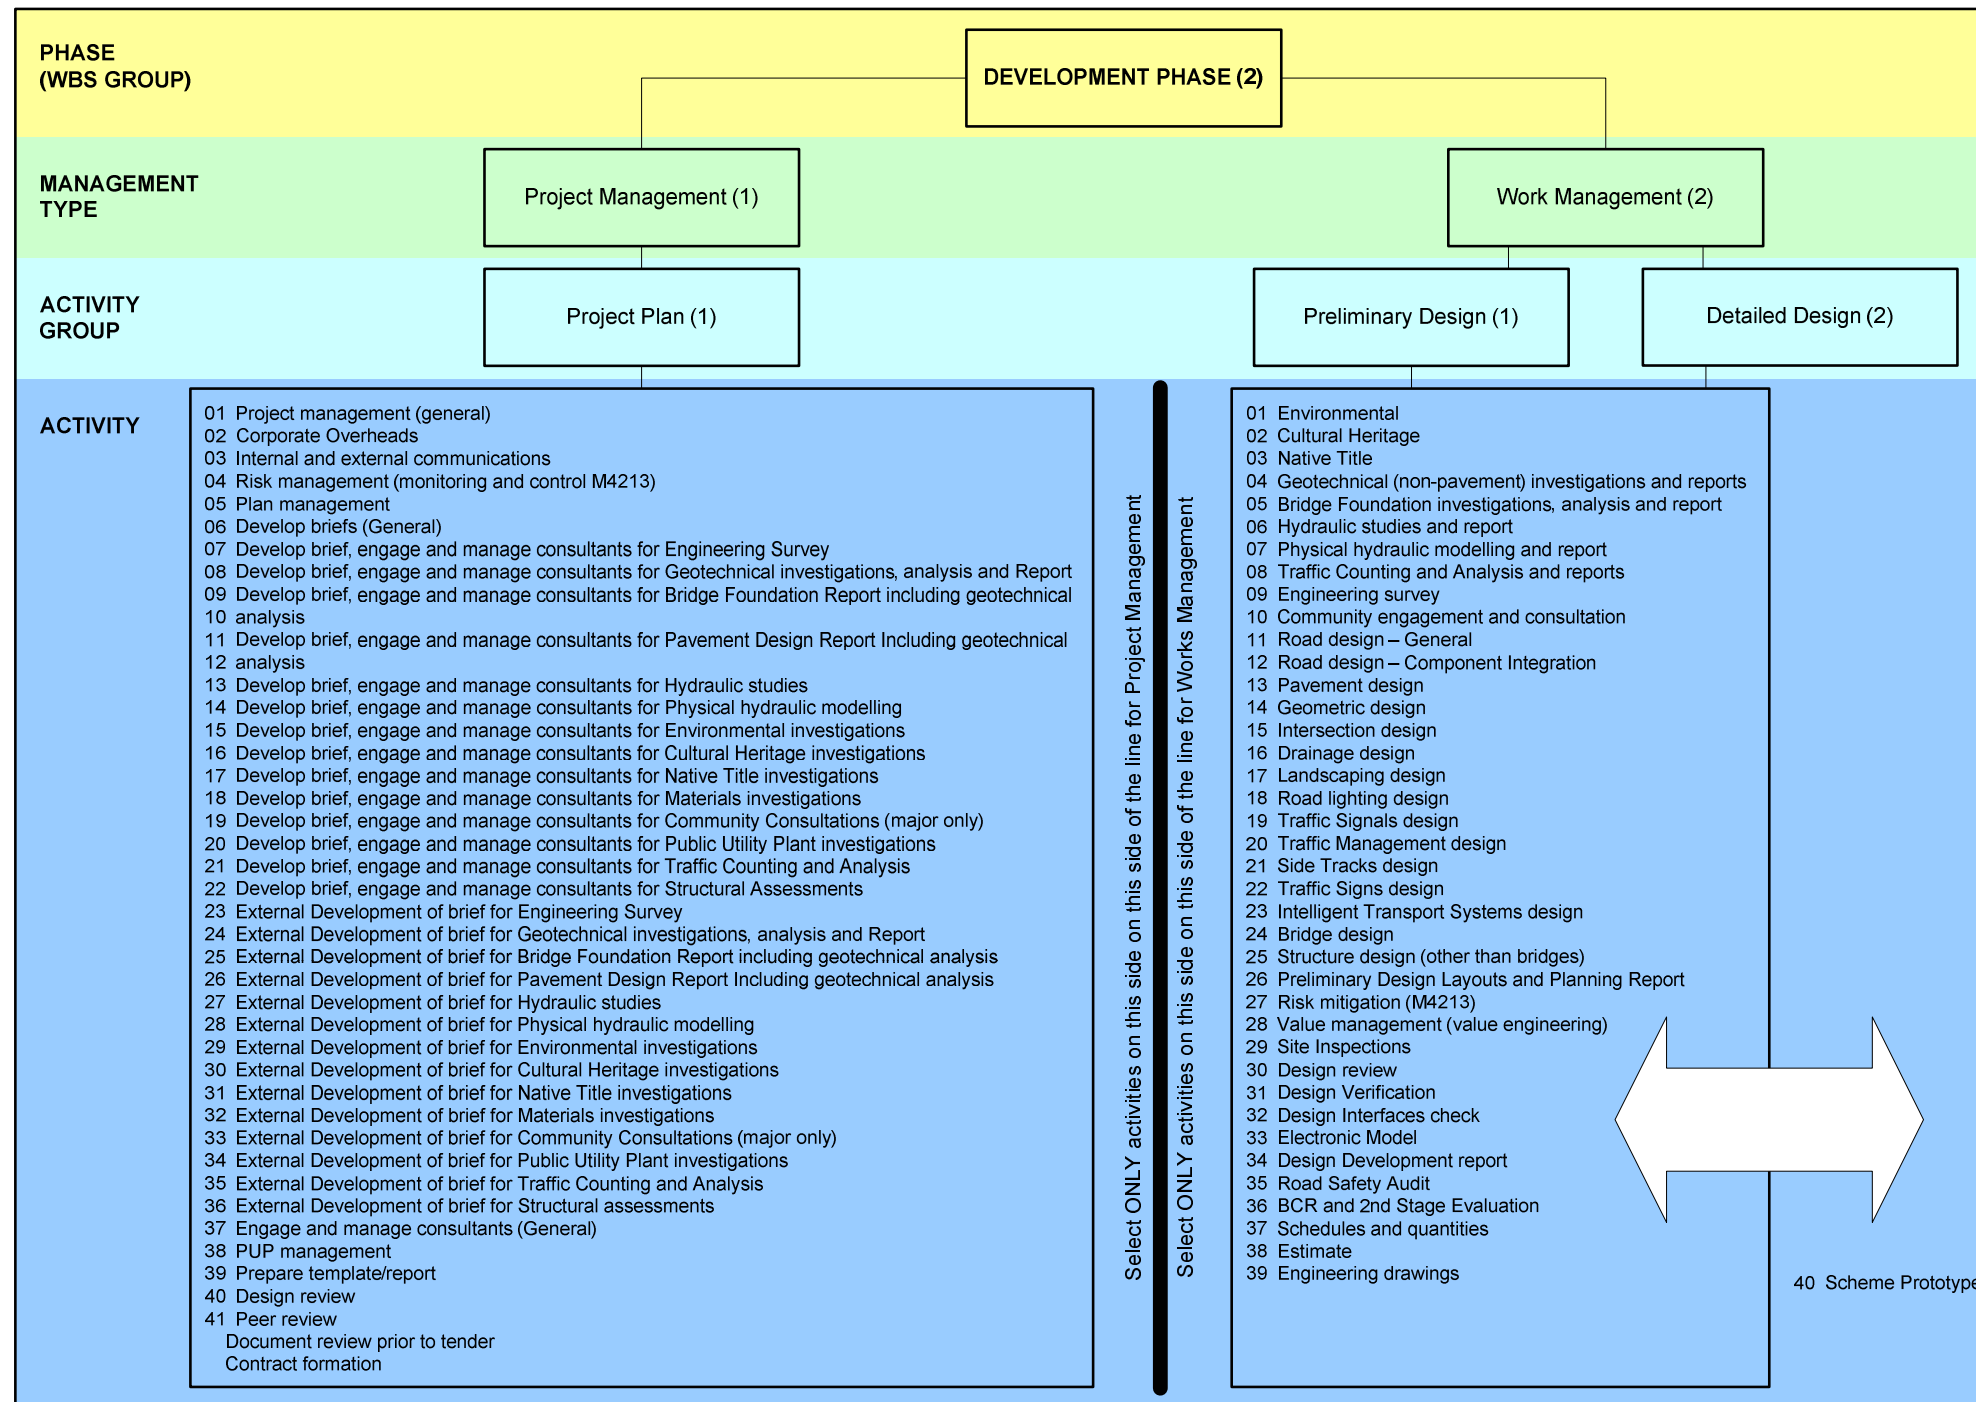 PHASE
(WBS GROUP)
DEVELOPMENT PHASE (2)
MANAGEMENT
TYPE
Project Management (1)
Work Management (2)
ACTIVITY
GROUP
Project Plan (1)
Preliminary Design (1)
Detailed Design (2)
ACTIVITY
01 Project management (general)
02 Corporate Overheads
03 Internal and external communications
04 Risk management (monitoring and control M4213)
05 Plan management
06 Develop briefs (General)
07 Develop brief, engage and manage consultants for Engineering Survey
08 Develop brief, engage and manage consultants for Geotechnical investigations, analysis and Report
09 Develop brief, engage and manage consultants for Bridge Foundation Report including geotechnical
10 analysis
11 Develop brief, engage and manage consultants for Pavement Design Report Including geotechnical
12 analysis
13 Develop brief, engage and manage consultants for Hydraulic studies
14 Develop brief, engage and manage consultants for Physical hydraulic modelling
15 Develop brief, engage and manage consultants for Environmental investigations
16 Develop brief, engage and manage consultants for Cultural Heritage investigations
17 Develop brief, engage and manage consultants for Native Title investigations
18 Develop brief, engage and manage consultants for Materials investigations
19 Develop brief, engage and manage consultants for Community Consultations (major only)
20 Develop brief, engage and manage consultants for Public Utility Plant investigations
21 Develop brief, engage and manage consultants for Traffic Counting and Analysis
22 Develop brief, engage and manage consultants for Structural Assessments
23 External Development of brief for Engineering Survey
24 External Development of brief for Geotechnical investigations, analysis and Report
25 External Development of brief for Bridge Foundation Report including geotechnical analysis
26 External Development of brief for Pavement Design Report Including geotechnical analysis
27 External Development of brief for Hydraulic studies
28 External Development of brief for Physical hydraulic modelling
29 External Development of brief for Environmental investigations
30 External Development of brief for Cultural Heritage investigations
31 External Development of brief for Native Title investigations
32 External Development of brief for Materials investigations
33 External Development of brief for Community Consultations (major only)
34 External Development of brief for Public Utility Plant investigations
35 External Development of brief for Traffic Counting and Analysis
36 External Development of brief for Structural assessments
37 Engage and manage consultants (General)
38 PUP management
39 Prepare template/report
40 Design review
41 Peer review
Document review prior to tender
Contract formation
Select ONLY activities on this side on this side of the line for Project Management
Select ONLY activities on this side on this side of the line for Works Management
01 Environmental
02 Cultural Heritage
03 Native Title
04 Geotechnical (non-pavement) investigations and reports
05 Bridge Foundation investigations, analysis and report
06 Hydraulic studies and report
07 Physical hydraulic modelling and report
08 Traffic Counting and Analysis and reports
09 Engineering survey
10 Community engagement and consultation
11 Road design – General
12 Road design – Component Integration
13 Pavement design
14 Geometric design
15 Intersection design
16 Drainage design
17 Landscaping design
18 Road lighting design
19 Traffic Signals design
20 Traffic Management design
21 Side Tracks design
22 Traffic Signs design
23 Intelligent Transport Systems design
24 Bridge design
25 Structure design (other than bridges)
26 Preliminary Design Layouts and Planning Report
27 Risk mitigation (M4213)
28 Value management (value engineering)
29 Site Inspections
30 Design review
31 Design Verification
32 Design Interfaces check
33 Electronic Model
34 Design Development report
35 Road Safety Audit
36 BCR and 2nd Stage Evaluation
37 Schedules and quantities
38 Estimate
39 Engineering drawings
40 Scheme Prototype